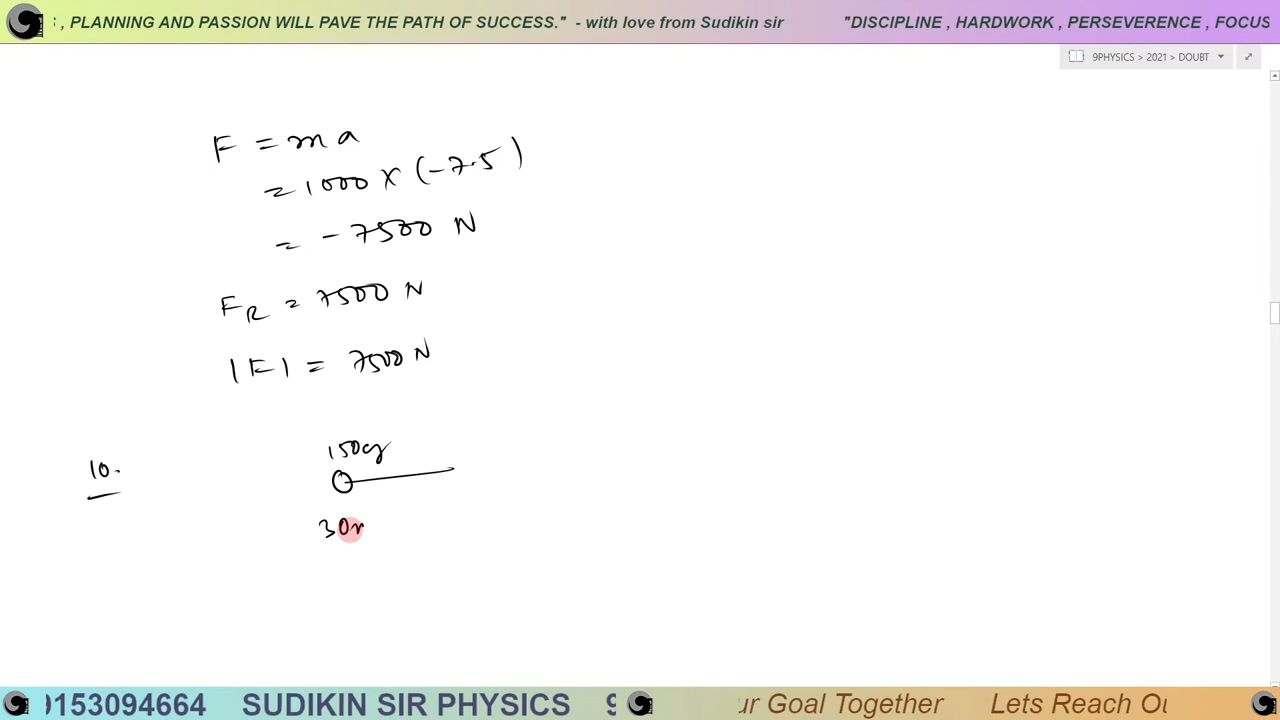 , PLANNING AND PASSION WILL PAVE THE PATH OF SUCCESS." - with love from Sudikin sir "DISCIPLINE , HARDWORK , PERSEVERENCE , FOCUS
9PHYSICS > 2021 > DOUBT
F = ma
= 1000 x (-7.5)
= - 7500 N
FR = 7500 N
|F| = 7500 N
150g
10.
30m
9153094664 SUDIKIN SIR PHYSICS 9 ur Goal Together Lets Reach Ou